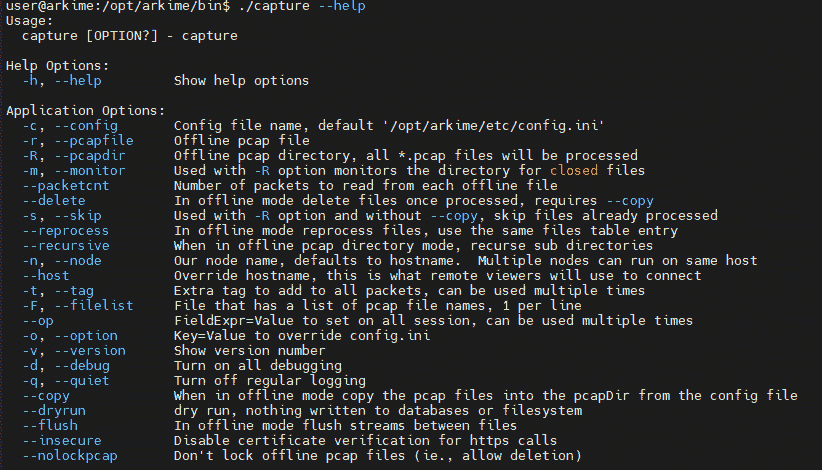 user@arkime:/opt/arkime/bin$ ./capture --help
Usage:
  capture [OPTION?] - capture

Help Options:
  -h, --help         Show help options

Application Options:
  -c, --config       Config file name, default '/opt/arkime/etc/config.ini'
  -r, --pcapfile     Offline pcap file
  -R, --pcapdir      Offline pcap directory, all *.pcap files will be processed
  -m, --monitor      Used with -R option monitors the directory for closed files
  --packetcnt        Number of packets to read from each offline file
  --delete           In offline mode delete files once processed, requires --copy
  -s, --skip         Used with -R option and without --copy, skip files already processed
  --reprocess        In offline mode reprocess files, use the same files table entry
  --recursive        When in offline pcap directory mode, recurse sub directories
  -n, --node         Our node name, defaults to hostname.  Multiple nodes can run on same host
  --host             Override hostname, this is what remote viewers will use to connect
  -t, --tag          Extra tag to add to all packets, can be used multiple times
  -F, --filelist     File that has a list of pcap file names, 1 per line
  --op               FieldExpr=Value to set on all session, can be used multiple times
  -o, --option       Key=Value to override config.ini
  -v, --version      Show version number
  -d, --debug        Turn on all debugging
  -q, --quiet        Turn off regular logging
  --copy             When in offline mode copy the pcap files into the pcapDir from the config file
  --dryrun           dry run, nothing written to databases or filesystem
  --flush            In offline mode flush streams between files
  --insecure         Disable certificate verification for https calls
  --nolockpcap       Don't lock offline pcap files (ie., allow deletion)